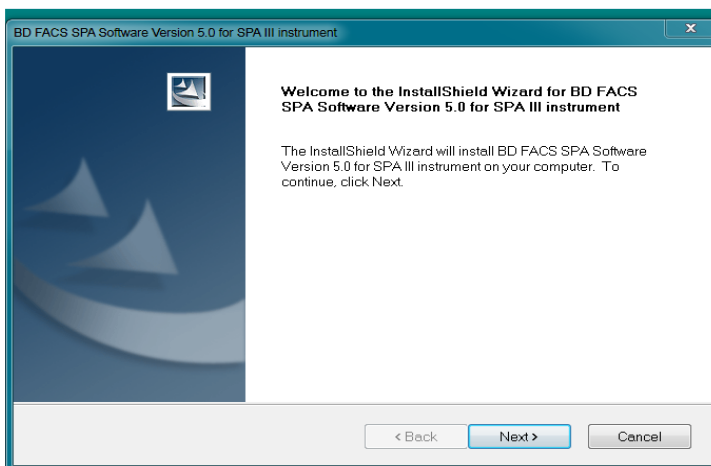 BD FACS SPA Software Version 5.0 for SPA III instrument
x
Welcome to the InstallShield Wizard for BD FACS
SPA Software Version 5.0 for SPA III instrument
The InstallShield Wizard will install BD FACS SPA Software
Version 5.0 for SPA III instrument on your computer. To
continue, click Next.
< Back Next > Cancel